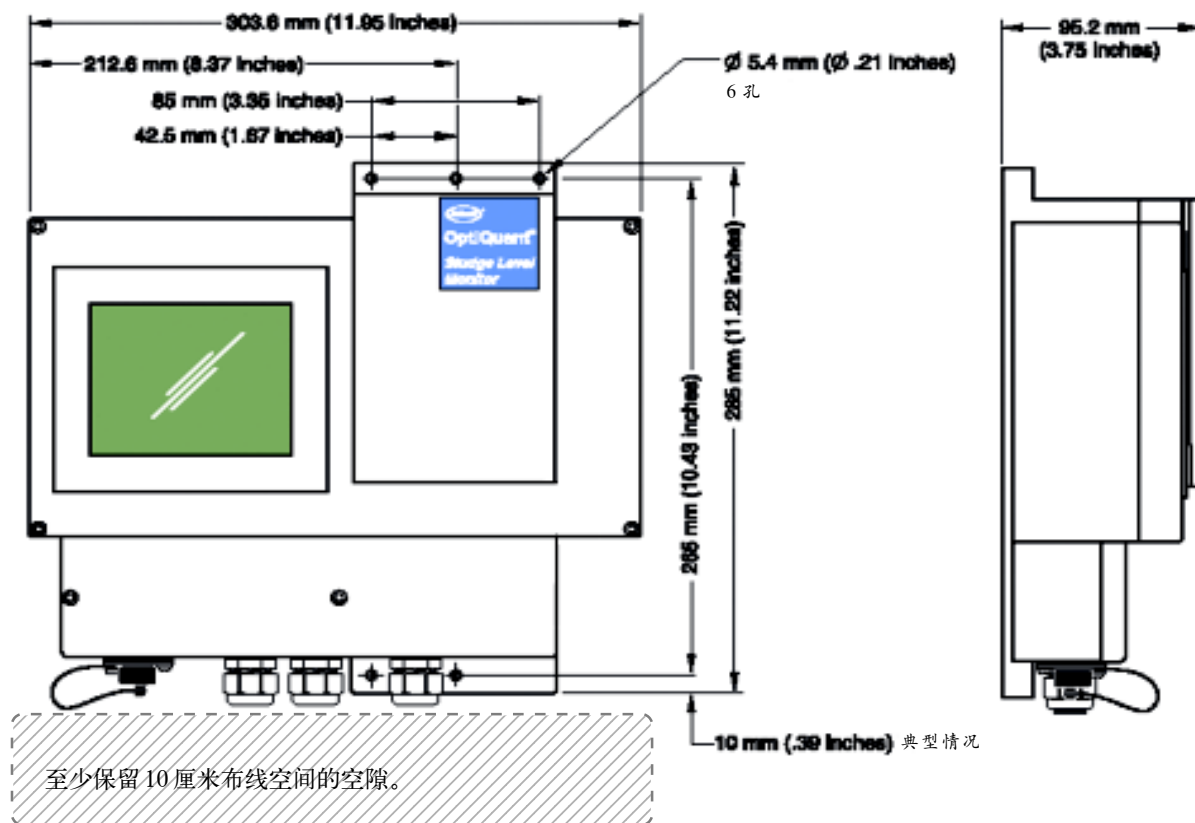 303.6 mm (11.95 inches)
95.2 mm
(3.75 inches)
212.6 mm (8.37 inches)
Ø 5.4 mm (Ø .21 inches)
6 孔
85 mm (3.35 inches)
42.5 mm (1.67 inches)
OptiQuant
Sludge Level
Monitor
285 mm (11.22 inches)
265 mm (10.43 inches)
10 mm (.39 inches) 典型情况
至少保留 10 厘米布线空间的空隙。